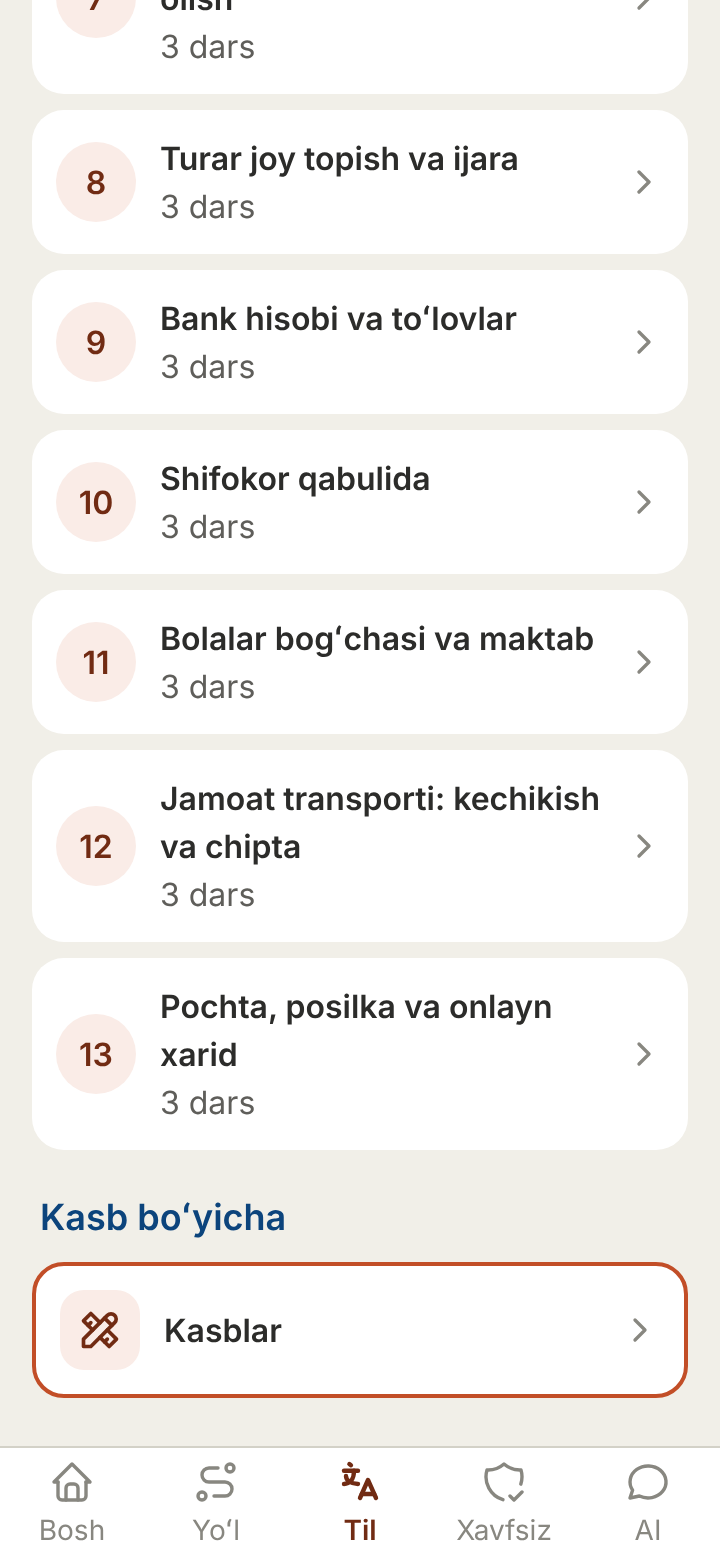 7
olish
3 dars
8
Turar joy topish va ijara
3 dars
9
Bank hisobi va toʻlovlar
3 dars
10
Shifokor qabulida
3 dars
11
Bolalar bogʻchasi va maktab
3 dars
12
Jamoat transporti: kechikish
va chipta
3 dars
13
Pochta, posilka va onlayn
xarid
3 dars
Kasb boʻyicha
Kasblar
Bosh
Yoʻl
Til
Xavfsiz
AI